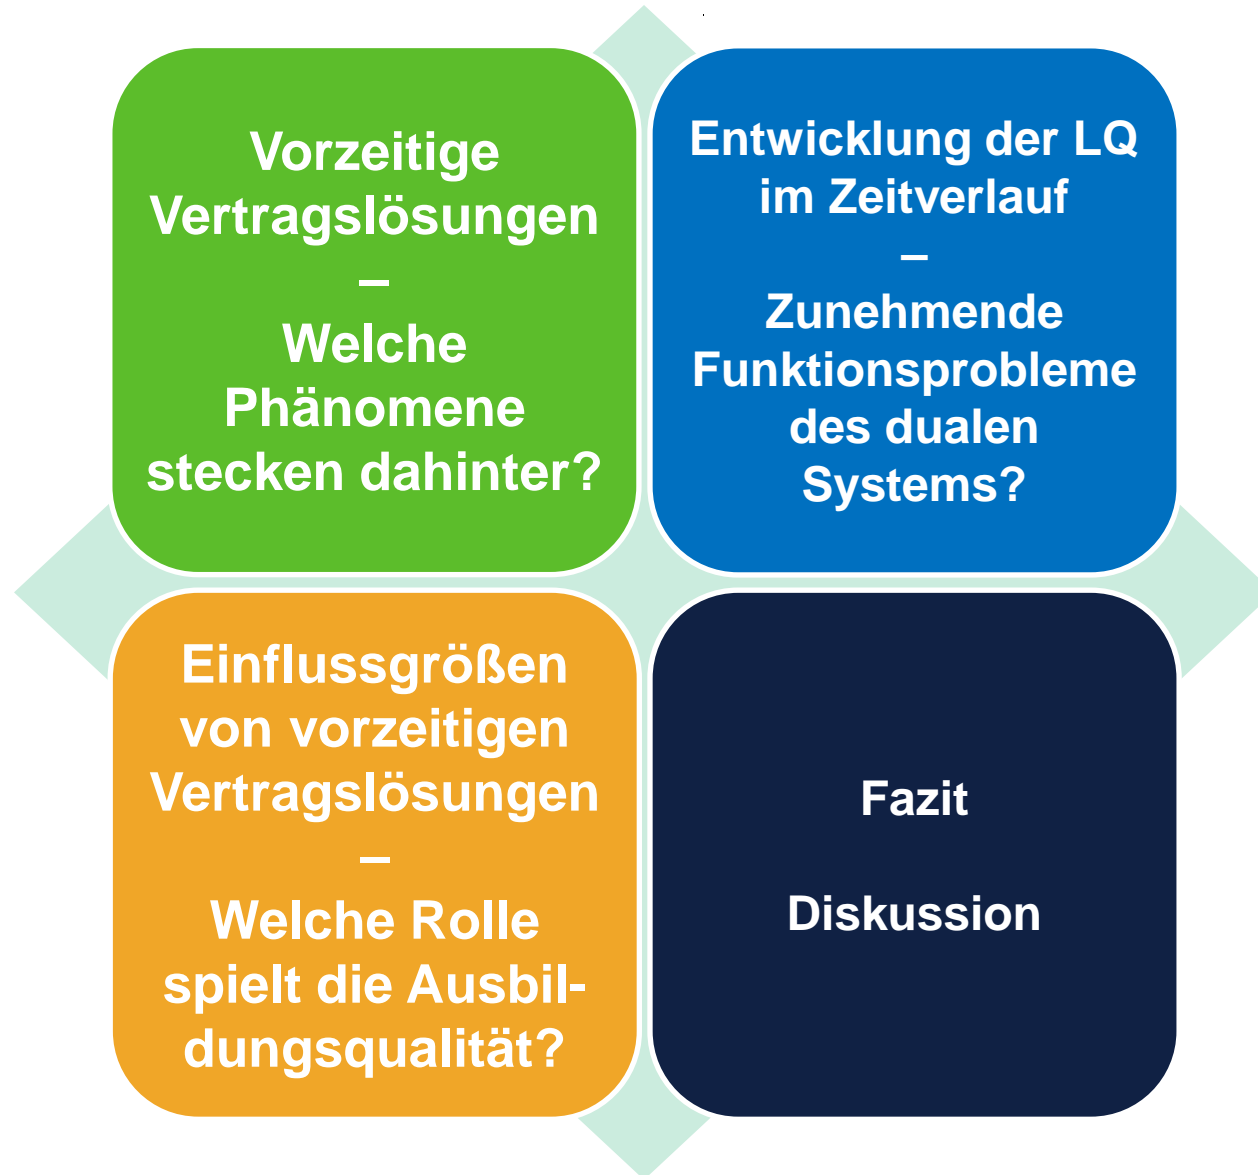 Vorzeitige
Vertragslösungen
–
Welche
Phänomene
stecken dahinter?
Entwicklung der LQ
im Zeitverlauf
–
Zunehmende
Funktionsprobleme
des dualen
Systems?
Einflussgrößen
von vorzeitigen
Vertragslösungen
–
Welche Rolle
spielt die Ausbil-
dungsqualität?
Fazit
Diskussion